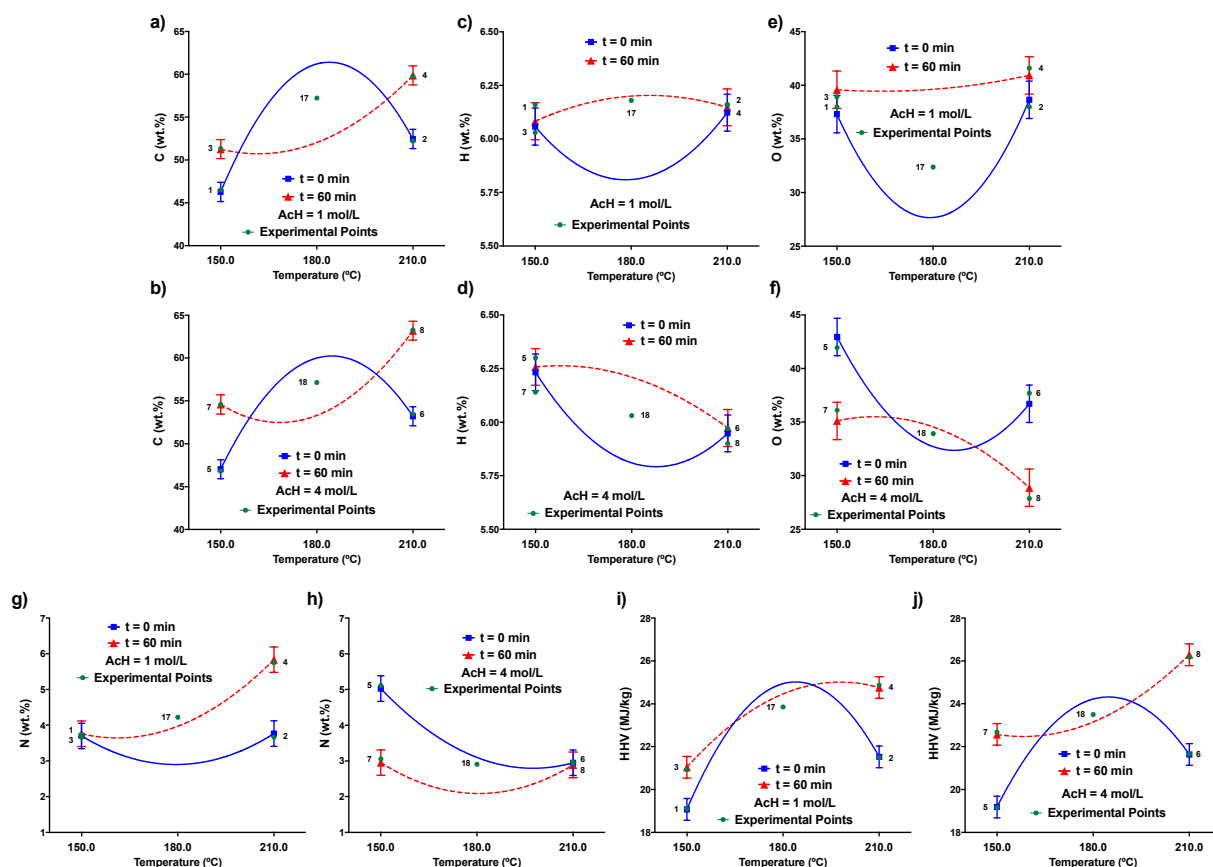 a)
C (wt.%)
65
60
55
50
45
40
17
4
3
2
1
t = 0 min
t = 60 min
AcH = 1 mol/L
Experimental Points
150.0
180.0
210.0
Temperature (ºC)
c)
H (wt.%)
6.50
6.25
6.00
5.75
5.50
t = 0 min
t = 60 min
1
17
2
3
4
AcH = 1 mol/L
Experimental Points
150.0
180.0
210.0
Temperature (ºC)
e)
O (wt.%)
45
40
35
30
25
t = 0 min
t = 60 min
4
3
1
2
AcH = 1 mol/L
Experimental Points
17
150.0
180.0
210.0
Temperature (ºC)
b)
C (wt.%)
65
60
55
50
45
40
8
18
7
6
5
t = 0 min
t = 60 min
AcH = 4 mol/L
Experimental Points
150.0
180.0
210.0
Temperature (ºC)
d)
H (wt.%)
6.50
6.25
6.00
5.75
5.50
t = 0 min
t = 60 min
5
7
18
6
8
AcH = 4 mol/L
Experimental Points
150.0
180.0
210.0
Temperature (ºC)
f)
O (wt.%)
45
40
35
30
25
5
6
7
18
8
t = 0 min
t = 60 min
AcH = 4 mol/L
Experimental Points
150.0
180.0
210.0
Temperature (ºC)
g)
N (wt.%)
7
6
5
4
3
2
1
t = 0 min
t = 60 min
AcH = 1 mol/L
Experimental Points
4
17
1
3
2
150.0
180.0
210.0
Temperature (ºC)
h)
N (wt.%)
7
6
5
4
3
2
1
t = 0 min
t = 60 min
AcH = 4 mol/L
Experimental Points
5
7
18
6
8
150.0
180.0
210.0
Temperature (ºC)
i)
HHV (MJ/kg)
28
26
24
22
20
18
4
17
3
2
1
t = 0 min
t = 60 min
AcH = 1 mol/L
Experimental Points
150.0
180.0
210.0
Temperature (ºC)
j)
HHV (MJ/kg)
28
26
24
22
20
18
8
18
7
6
5
t = 0 min
t = 60 min
AcH = 4 mol/L
Experimental Points
150.0
180.0
210.0
Temperature (ºC)